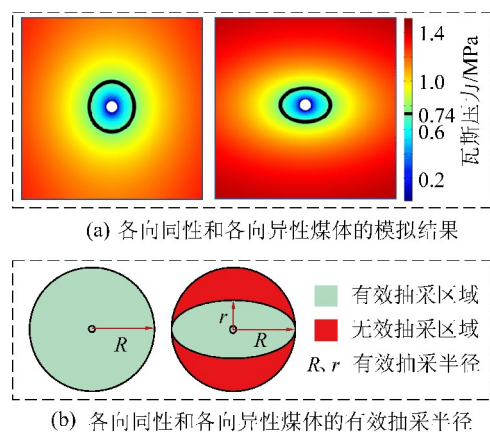 1.4
1.0
0.74
0.6
0.2
瓦斯压力/MPa
(a) 各向同性和各向异性煤体的模拟结果
R
r
R
有效抽采区域
无效抽采区域
R、r 有效抽采半径
(b) 各向同性和各向异性煤体的有效抽采半径